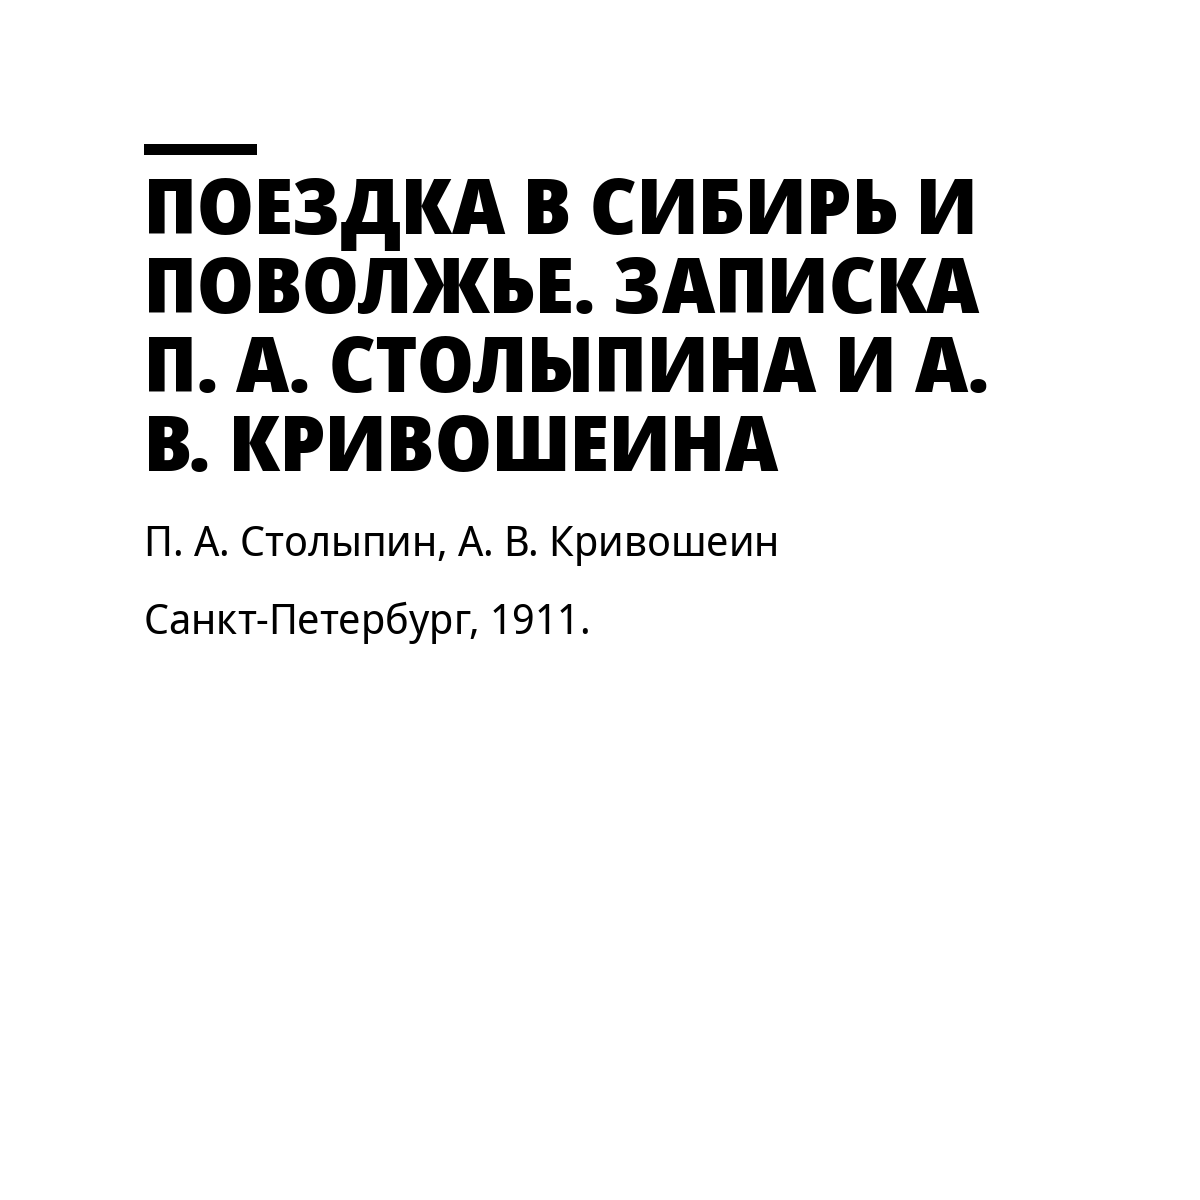 ПОЕЗДКА В СИБИРЬ И
ПОВОЛЖЬЕ. ЗАПИСКА
П. А. СТОЛЫПИНА И А.
В. КРИВОШЕИНА
П. А. Столыпин, А. В. Кривошеин
Санкт-Петербург, 1911.